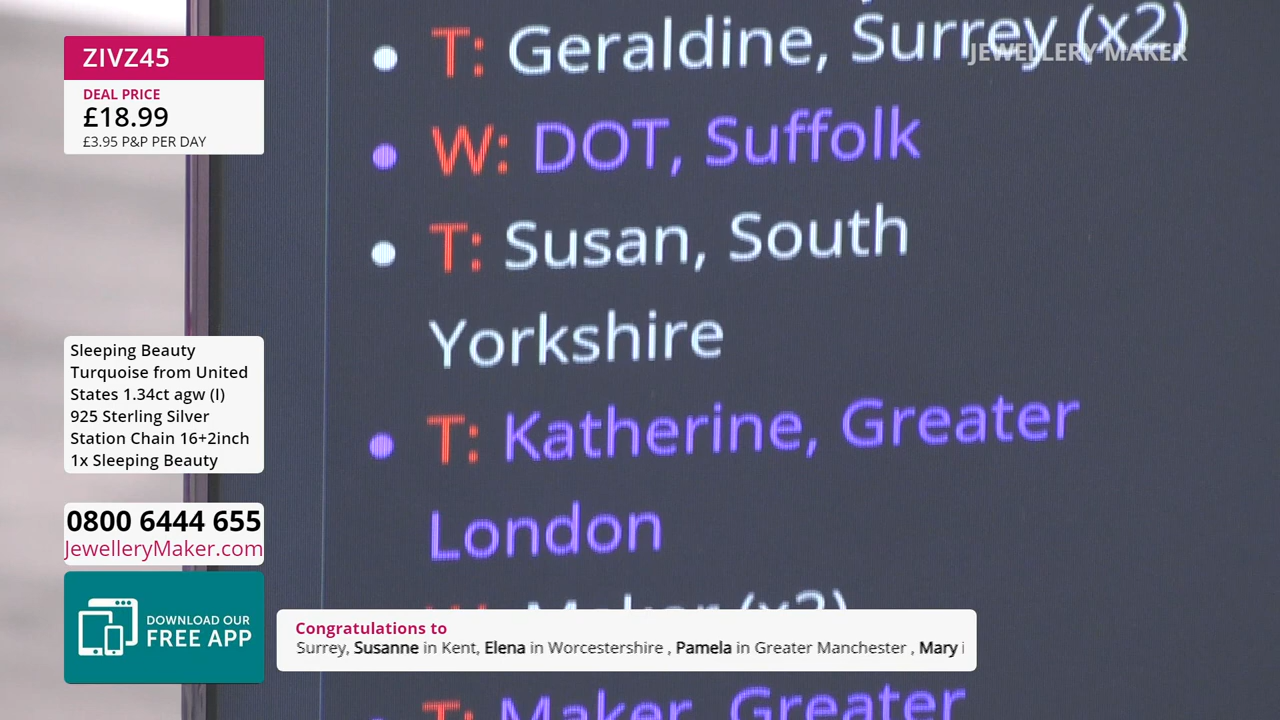 ZIVZ45
DEAL PRICE
£18.99
£3.95 P&P PER DAY
Sleeping Beauty
Turquoise from United
States 1.34ct agw (I)
925 Sterling Silver
Station Chain 16+2inch
1x Sleeping Beauty
0800 6444 655
JewelleryMaker.com
DOWNLOAD OUR
FREE APP
JEWELLERY MAKER
• T: Geraldine, Surrey (x2)
• W: DOT, Suffolk
• T: Susan, South
Yorkshire
• T: Katherine, Greater
London
W: Maker (x2)
T: Maker, Greater
Congratulations to
Surrey, Susanne in Kent, Elena in Worcestershire , Pamela in Greater Manchester , Mary i